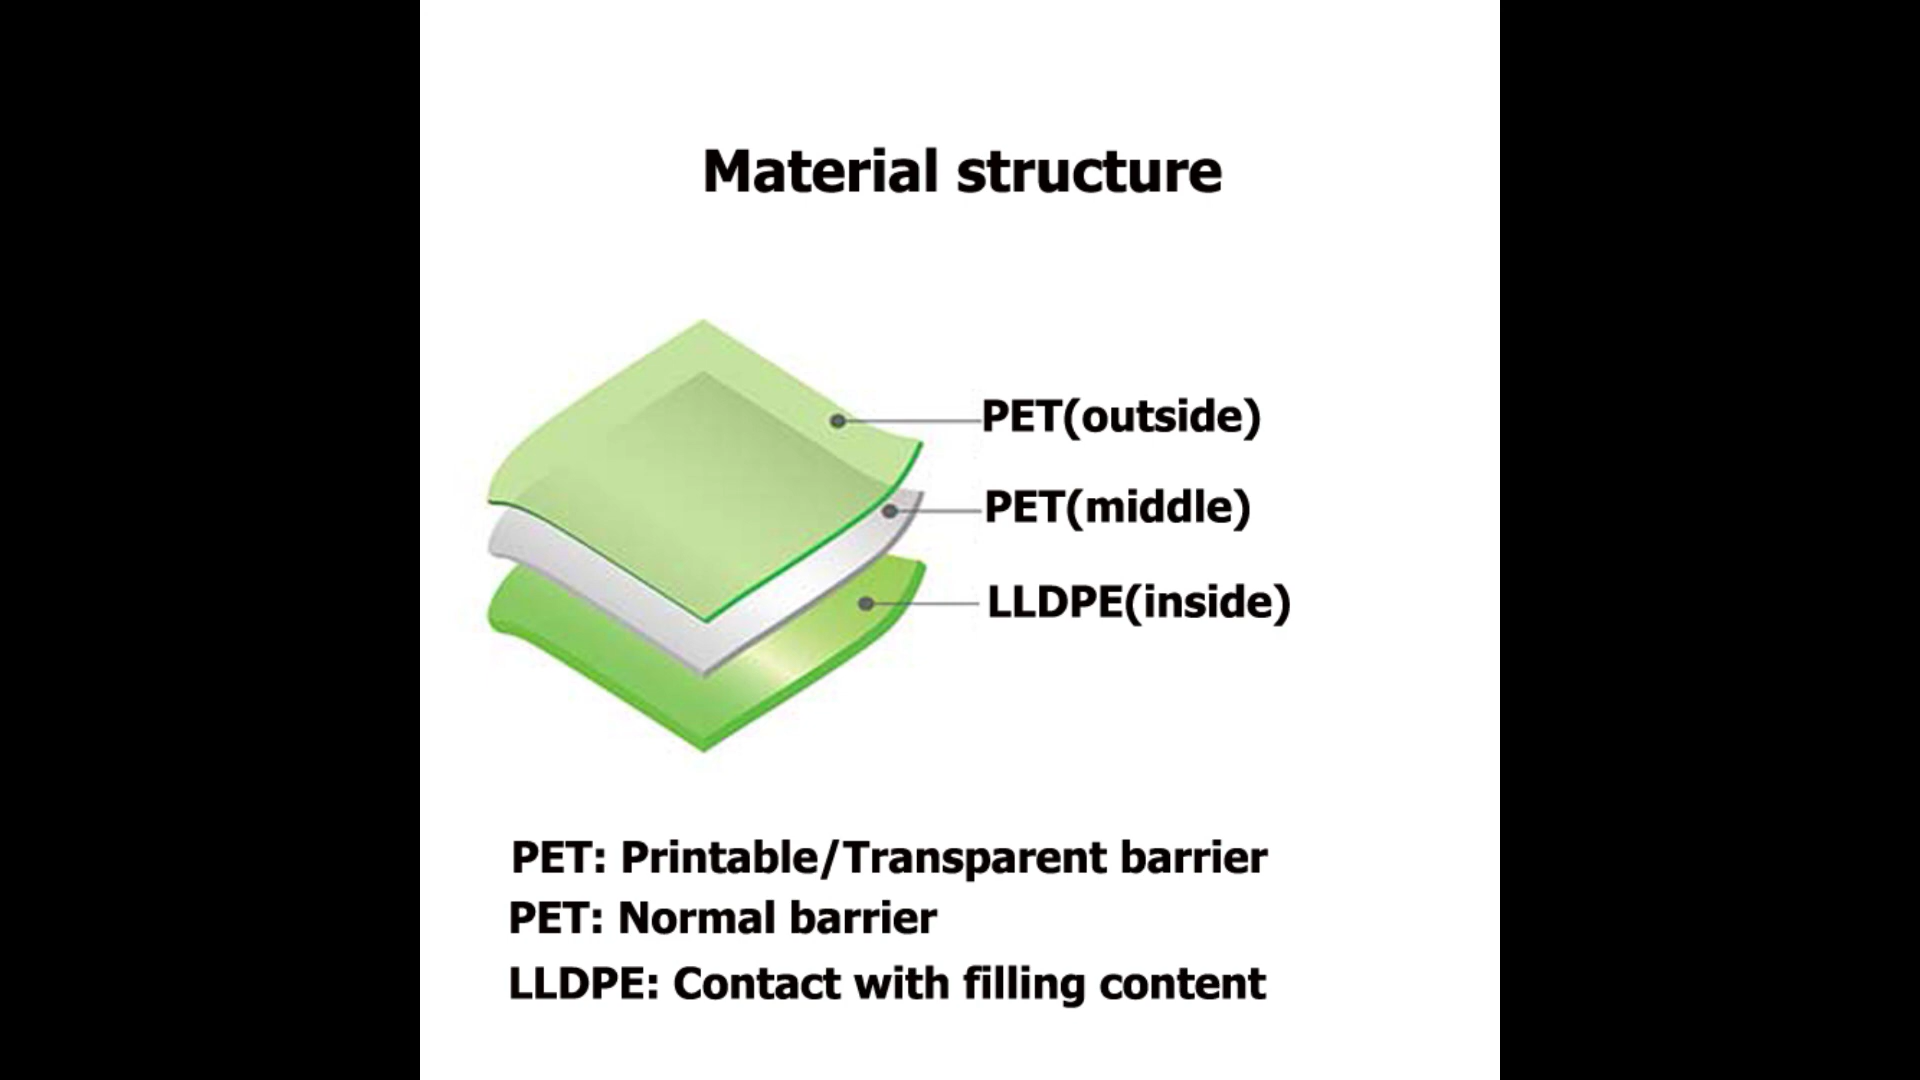 Material structure
PET(outside)
PET(middle)
LLDPE(inside)
PET: Printable/Transparent barrier
PET: Normal barrier
LLDPE: Contact with filling content